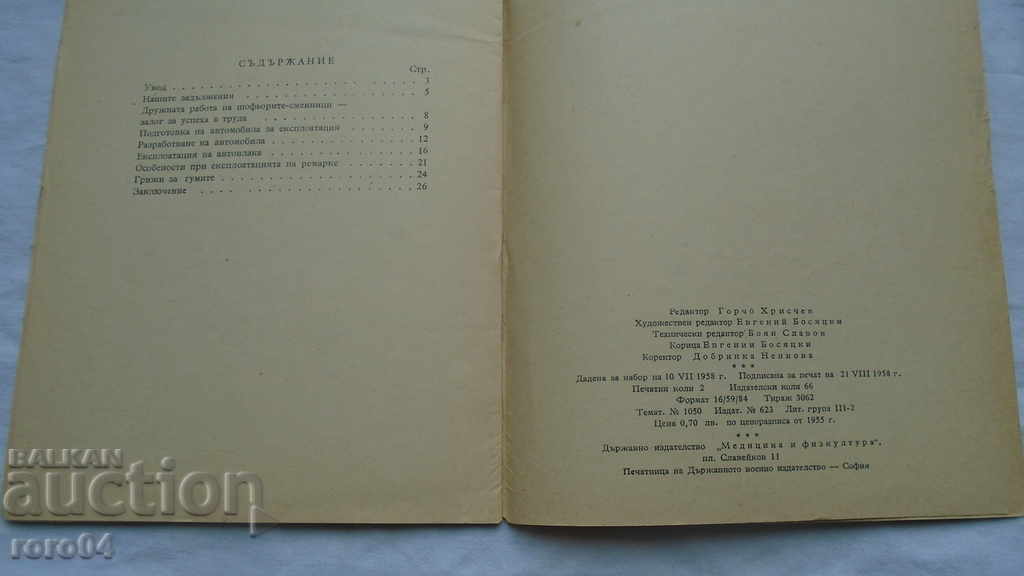 СЪДЪРЖАНИЕ
Стр.
Увод . . . . . . . . . . . . . . . . 3
Нашите задължения . . . . . . . . . . . 5
Дружната работа на шофьорите-сменници —
залог за успеха в труда . . . . . . . . . 8
Подготовка на автомобила за експлоатация . . . . 9
Разработване на автомобила . . . . . . . . 12
Експлоатация на автовлака . . . . . . . . 16
Особености при експлоатацията на ремарке . . . . 21
Грижи за гумите . . . . . . . . . . . . 24
Заключение . . . . . . . . . . . . . 26
Редактор Горчо Хрисчев
Художествен редактор Евгений Босяцки
Технически редактор Боян Славов
Корица Евгении Босяцки
Коректор Добринка Ненкова
* * *
Дадена за набор на 10 VII 1958 г. Подписана за печат на 21 VIII 1958 г.
Печатни коли 2 Издателски кола 66
Формат 16/59/84 Тираж 3062
Темат. № 1050 Издат. № 623 Лит. група III-2
Цена 0,70 лв. по ценоразпис от 1955 г.
* * *
Държавно издателство „Медицина и физкултура“,
пл. Славейков 11
Печатница на Държавното военно издателство — София
BALKAN
auction
roro04